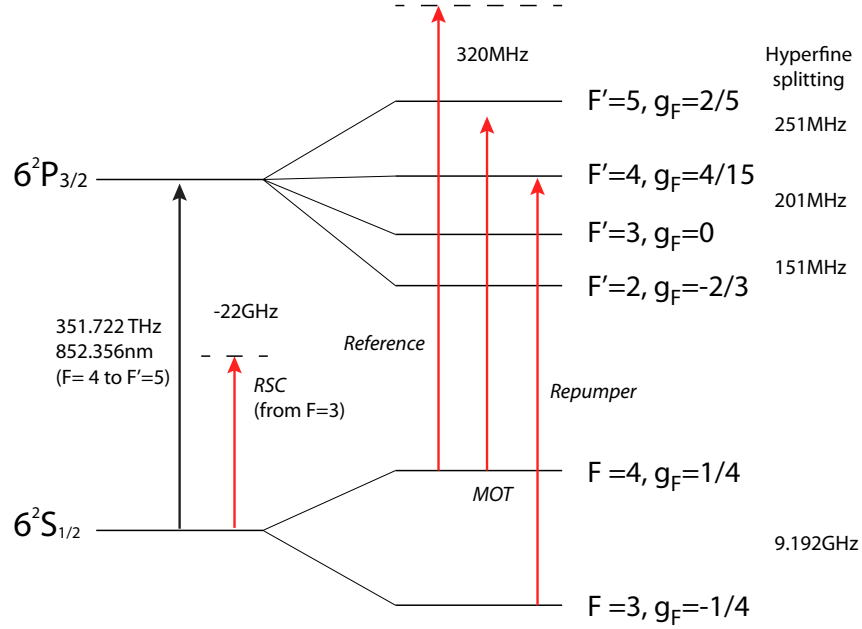 320MHz
Hyperfine
splitting
F'=5, gF=2/5
251MHz
6²P3/2
F'=4, gF=4/15
201MHz
F'=3, gF=0
151MHz
F'=2, gF=-2/3
-22GHz
351.722 THz
852.356nm
(F= 4 to F'=5)
Reference
RSC
(from F=3)
Repumper
F =4, gF=1/4
MOT
6²S1/2
9.192GHz
F =3, gF=-1/4